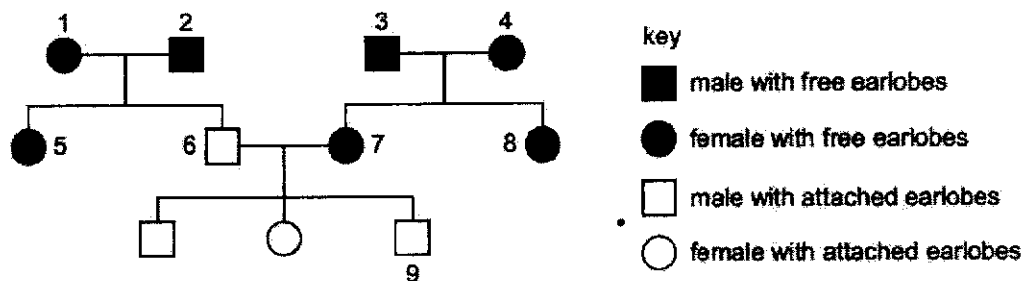 1 2 3 4
key
male with free earlobes
5 6 7 8
female with free earlobes
male with attached earlobes
9
female with attached earlobes